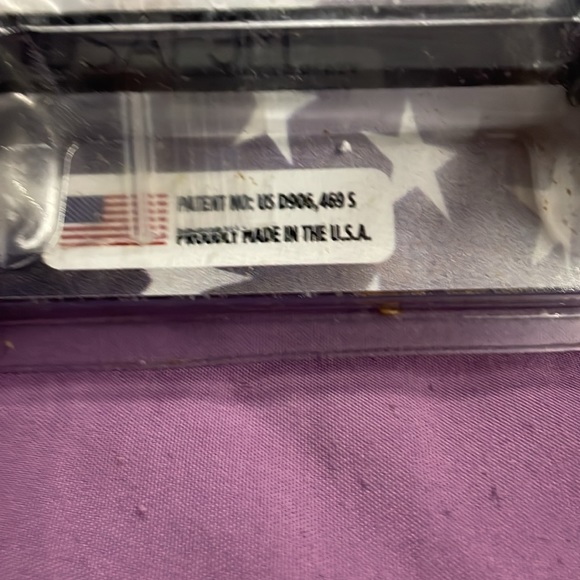 PATENT NO: US D906,469 S
PROUDLY MADE IN THE U.S.A.